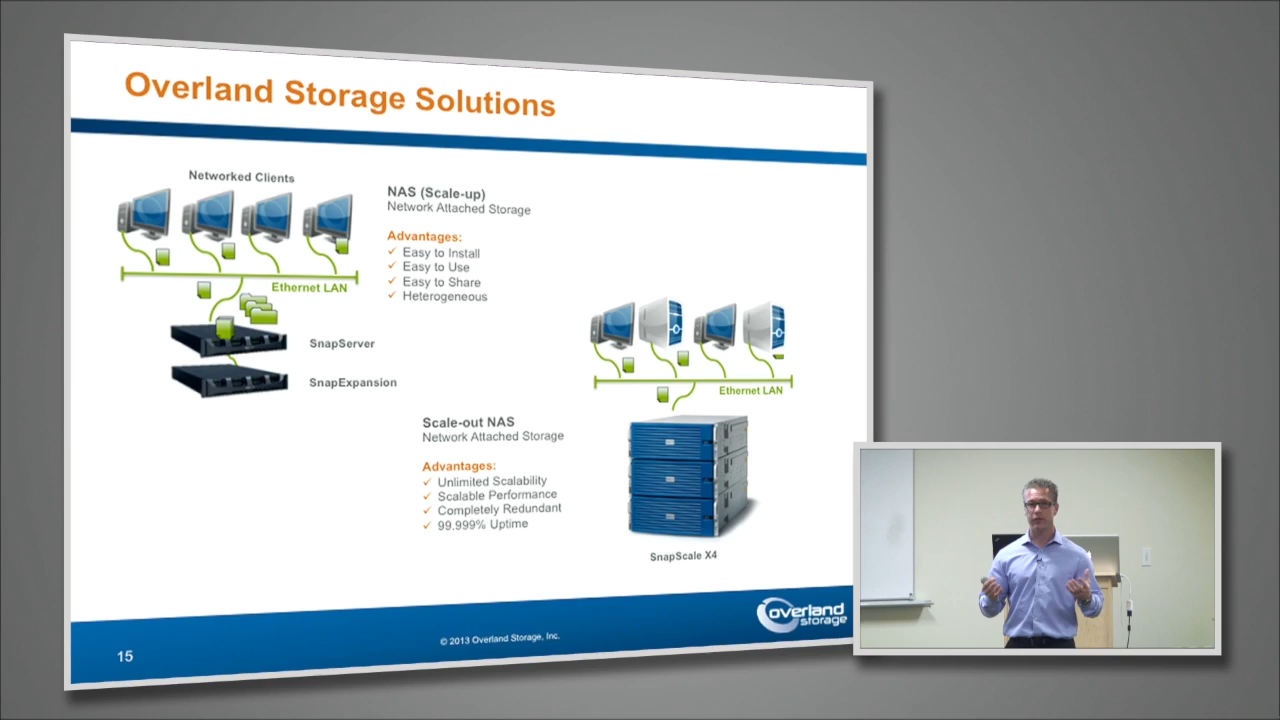 Overland Storage Solutions
Networked Clients
Ethernet LAN
SnapServer
SnapExpansion
NAS (Scale-up)
Network Attached Storage
Advantages:
✓ Easy to Install
✓ Easy to Use
✓ Easy to Share
✓ Heterogeneous
Ethernet LAN
Scale-out NAS
Network Attached Storage
Advantages:
✓ Unlimited Scalability
✓ Scalable Performance
✓ Completely Redundant
✓ 99.999% Uptime
SnapScale X4
15
© 2013 Overland Storage, Inc.
overland
storage